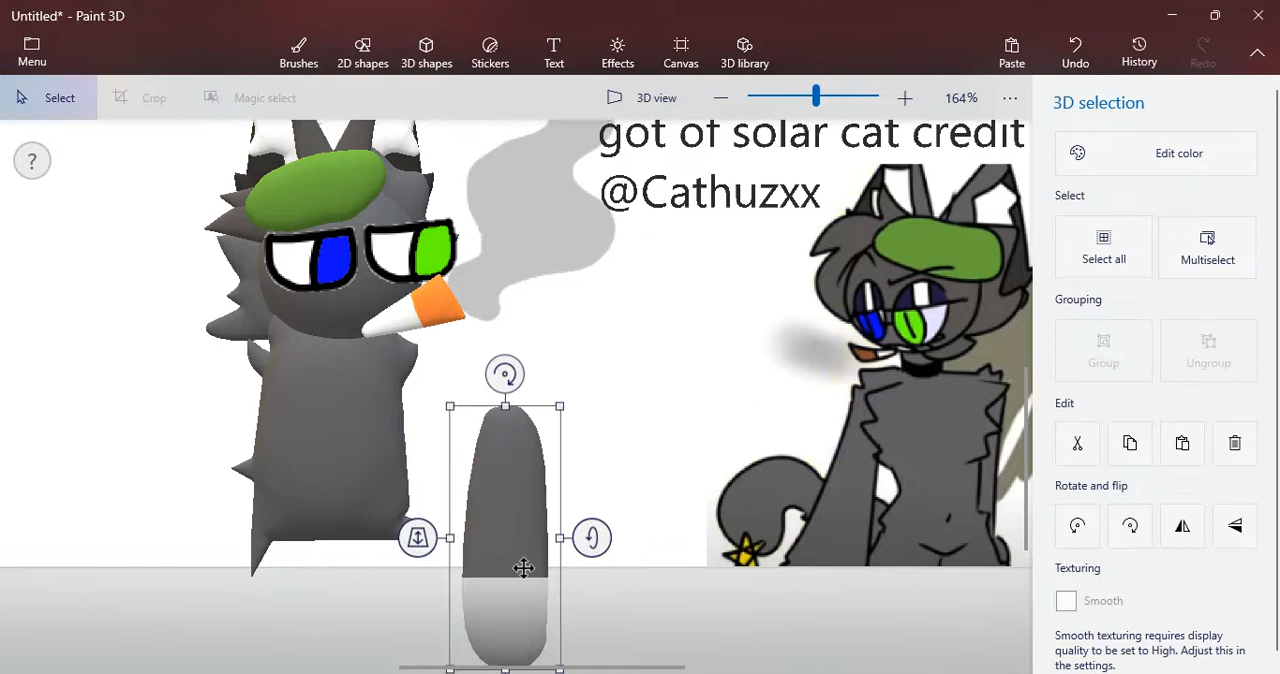 Untitled* - Paint 3D
Menu
Brushes
2D shapes
3D shapes
Stickers
Text
Effects
Canvas
3D library
Paste
Undo
History
Redo
Select
Crop
Magic select
3D view
164%
got of solar cat credit
@Cathuzxx
?
3D selection
Edit color
Select
Select all
Multiselect
Grouping
Group
Ungroup
Edit
Rotate and flip
Texturing
Smooth
Smooth texturing requires display
quality to be set to High. Adjust this in
the settings.